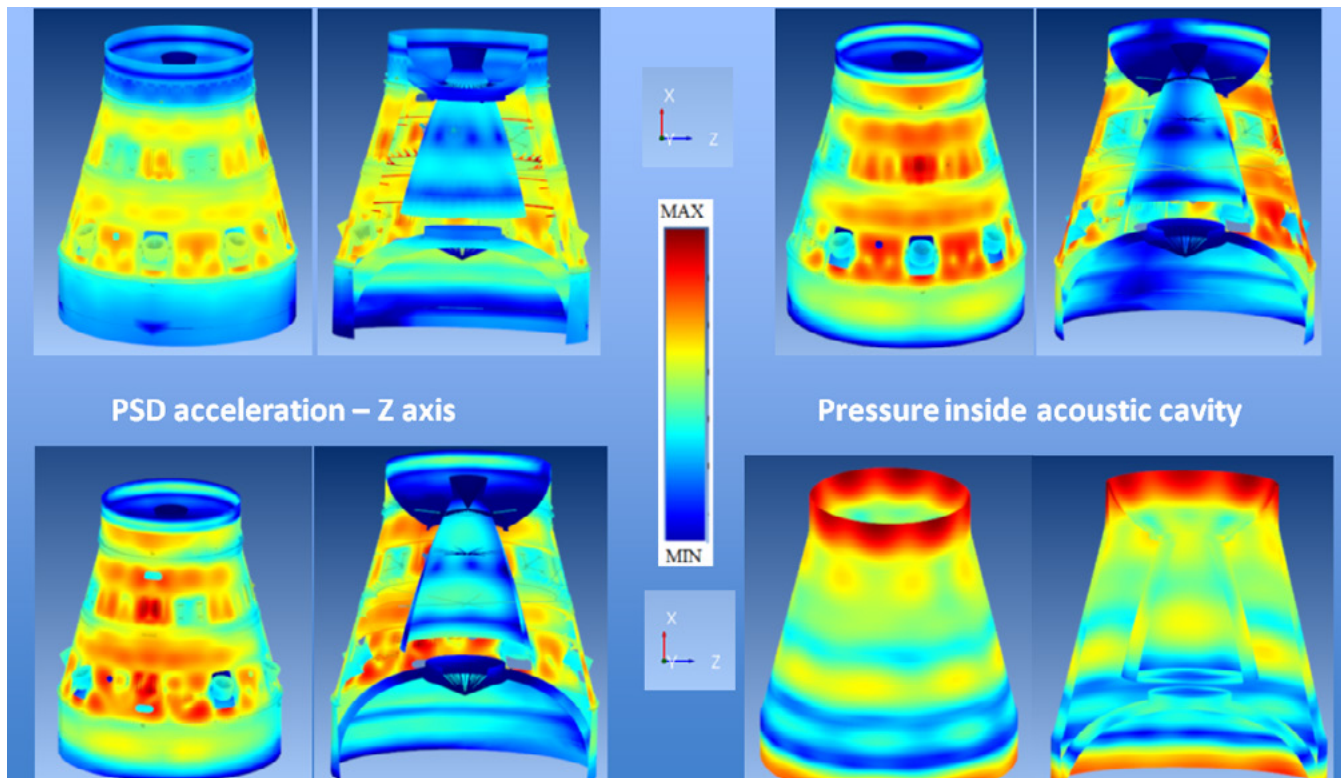 X
Y Z
MAX
PSD acceleration – Z axis
Pressure inside acoustic cavity
MIN
X
Y Z